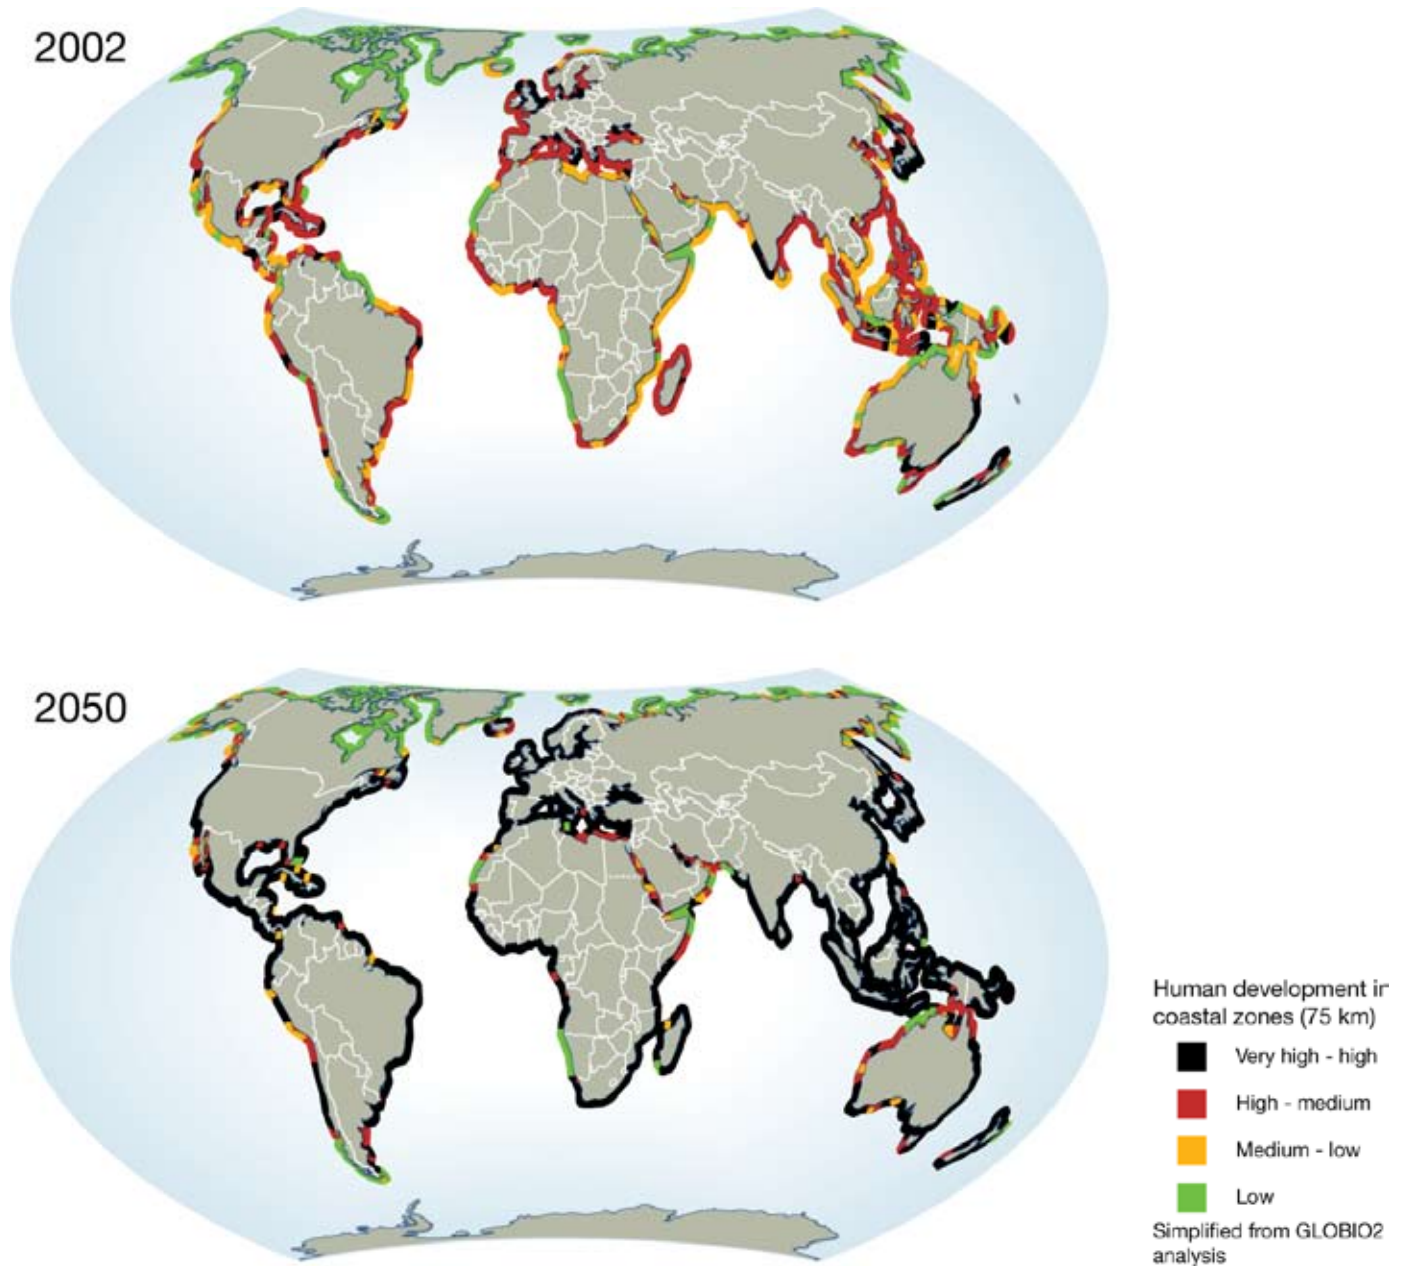 2002
2050
Human development in
coastal zones (75 km)
Very high - high
High - medium
Medium - low
Low
Simplified from GLOBIO2
analysis